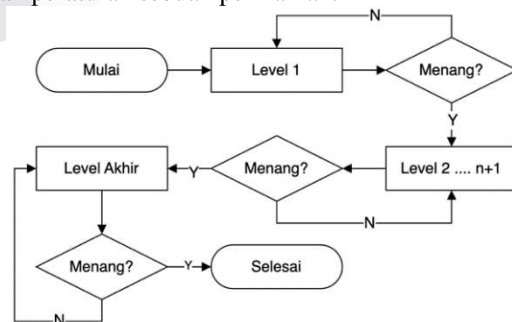 N
Mulai
Level 1
Menang?
Y
Level Akhir
Y
Menang?
Level 2 .... n+1
N
Menang?
Y
Selesai
N